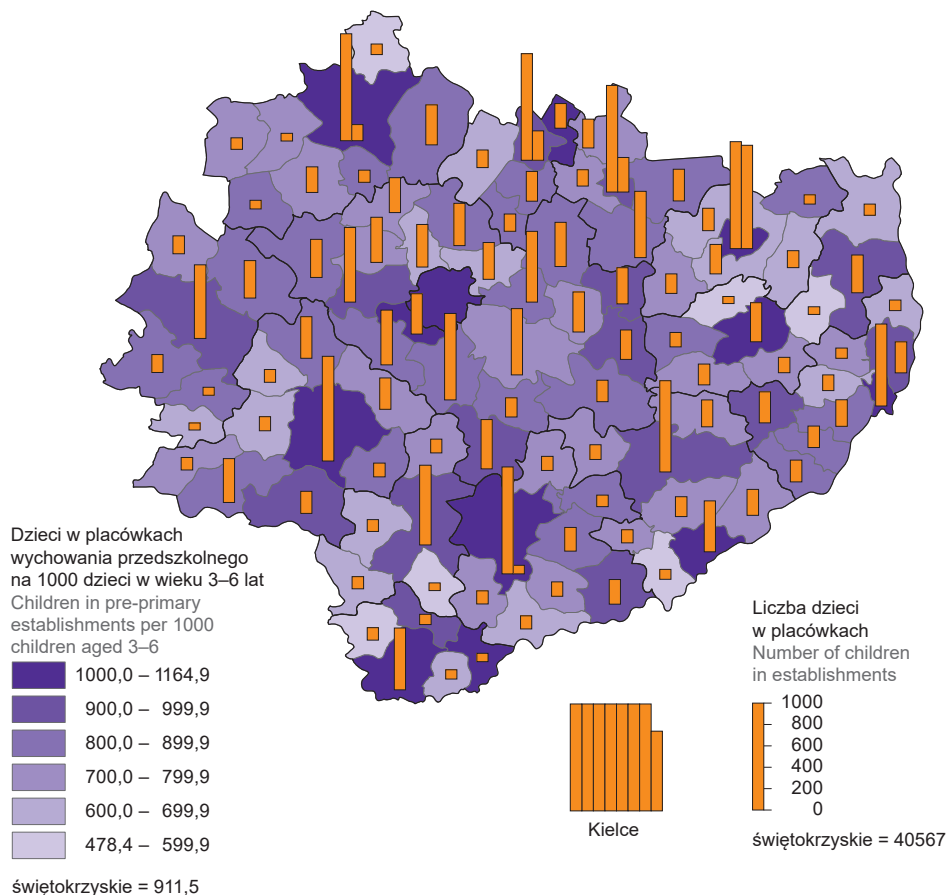 Dzieci w placówkach
wychowania przedszkolnego
na 1000 dzieci w wieku 3–6 lat
Children in pre-primary
establishments per 1000
children aged 3–6
1000,0 – 1164,9
900,0 – 999,9
800,0 – 899,9
700,0 – 799,9
600,0 – 699,9
478,4 – 599,9
świętokrzyskie = 911,5
Kielce
Liczba dzieci
w placówkach
Number of children
in establishments
1000
800
600
400
200
0
świętokrzyskie = 40567